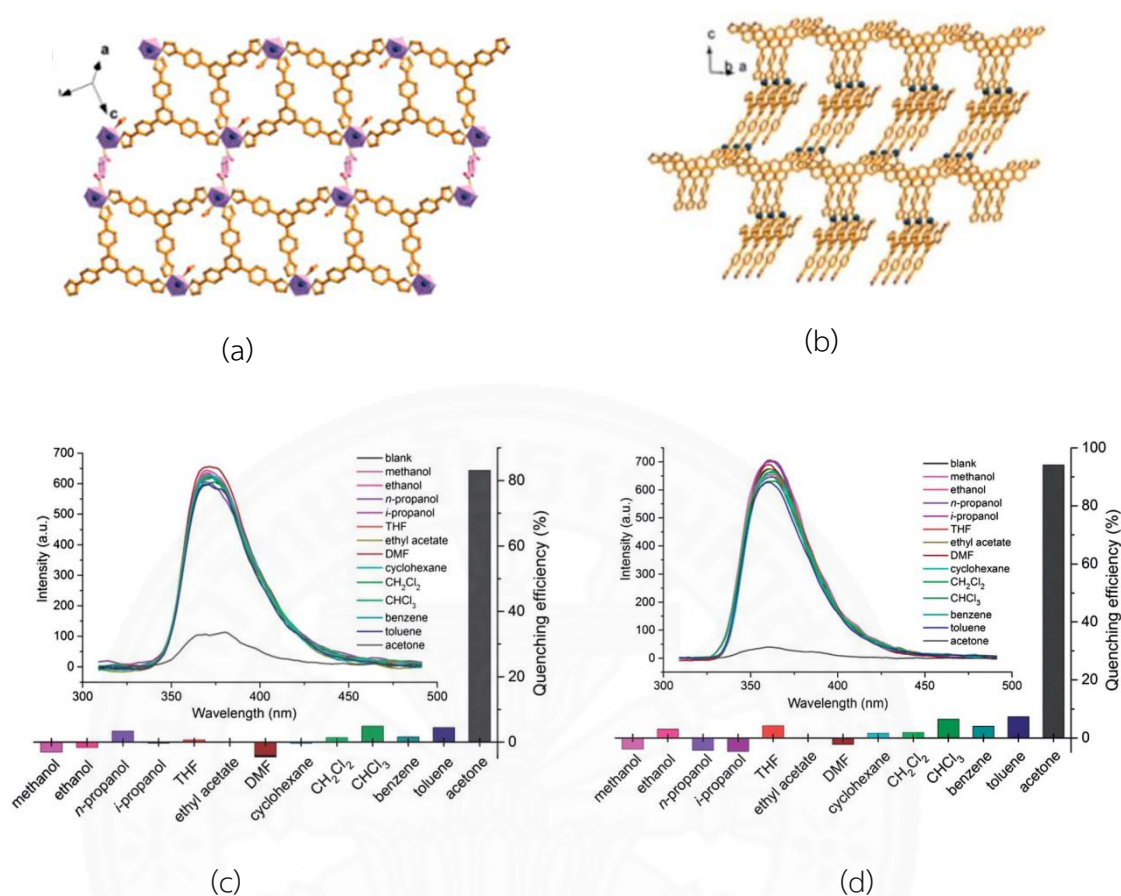 a
c
c
b a
(a)
(b)
700
600
500
400
300
200
100
0
Intensity (a.u.)
300
350
400
450
500
Wavelength (nm)
blank
methanol
ethanol
n-propanol
i-propanol
THF
ethyl acetate
DMF
cyclohexane
CH₂Cl₂
CHCl₃
benzene
toluene
acetone
80
60
40
20
0
Quenching efficiency (%)
methanol
ethanol
n-propanol
i-propanol
THF
ethyl acetate
DMF
cyclohexane
CH₂Cl₂
CHCl₃
benzene
toluene
acetone
(c)
700
600
500
400
300
200
100
0
Intensity (a.u.)
300
350
400
450
500
Wavelength (nm)
blank
methanol
ethanol
n-propanol
i-propanol
THF
ethyl acetate
DMF
cyclohexane
CH₂Cl₂
CHCl₃
benzene
toluene
acetone
100
80
60
40
20
0
Quenching efficiency (%)
methanol
ethanol
n-propanol
i-propanol
THF
ethyl acetate
DMF
cyclohexane
CH₂Cl₂
CHCl₃
benzene
toluene
acetone
(d)